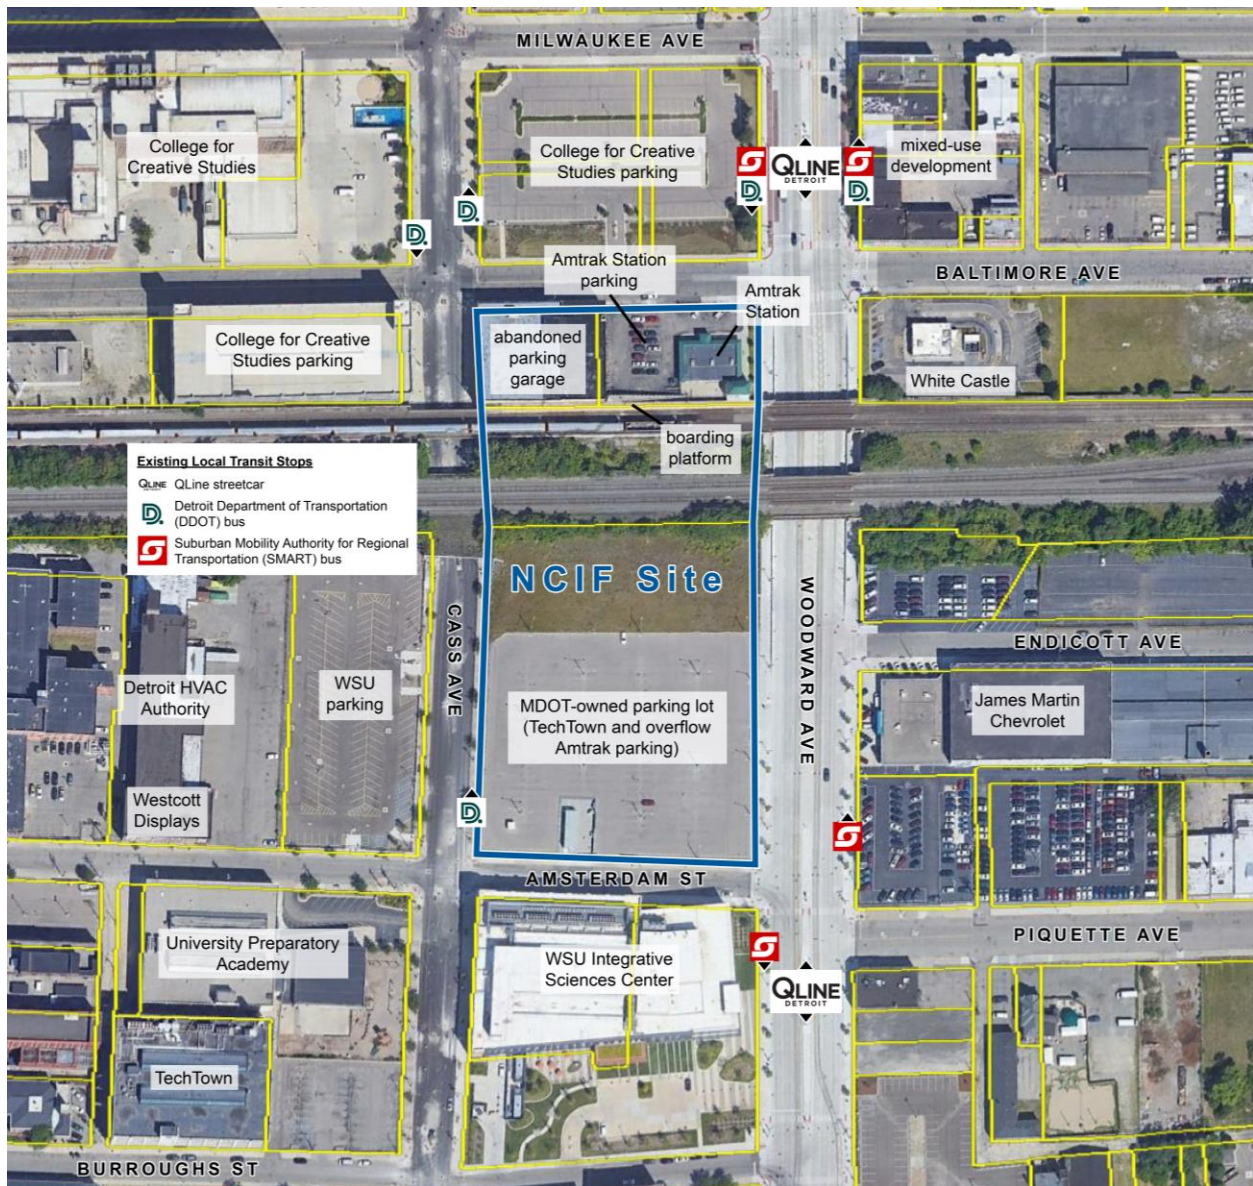 MILWAUKEE AVE
College for
Creative Studies
College for Creative
Studies parking
QLINE
DETROIT
mixed-use
development
D.
D.
D.
D.
Amtrak Station
parking
Amtrak
Station
BALTIMORE AVE
College for Creative
Studies parking
abandoned
parking
garage
White Castle
boarding
platform
Existing Local Transit Stops
QLINE
DETROIT
QLine streetcar
D.
Detroit Department of Transportation
(DDOT) bus
Suburban Mobility Authority for Regional
Transportation (SMART) bus
NCIF Site
CASS AVE
WOODWARD AVE
ENDICOTT AVE
Detroit HVAC
Authority
WSU
parking
MDOT-owned parking lot
(TechTown and overflow
Amtrak parking)
James Martin
Chevrolet
Westcott
Displays
D.
AMSTERDAM ST
University Preparatory
Academy
WSU Integrative
Sciences Center
PIQUETTE AVE
QLINE
DETROIT
TechTown
BURROUGHS ST